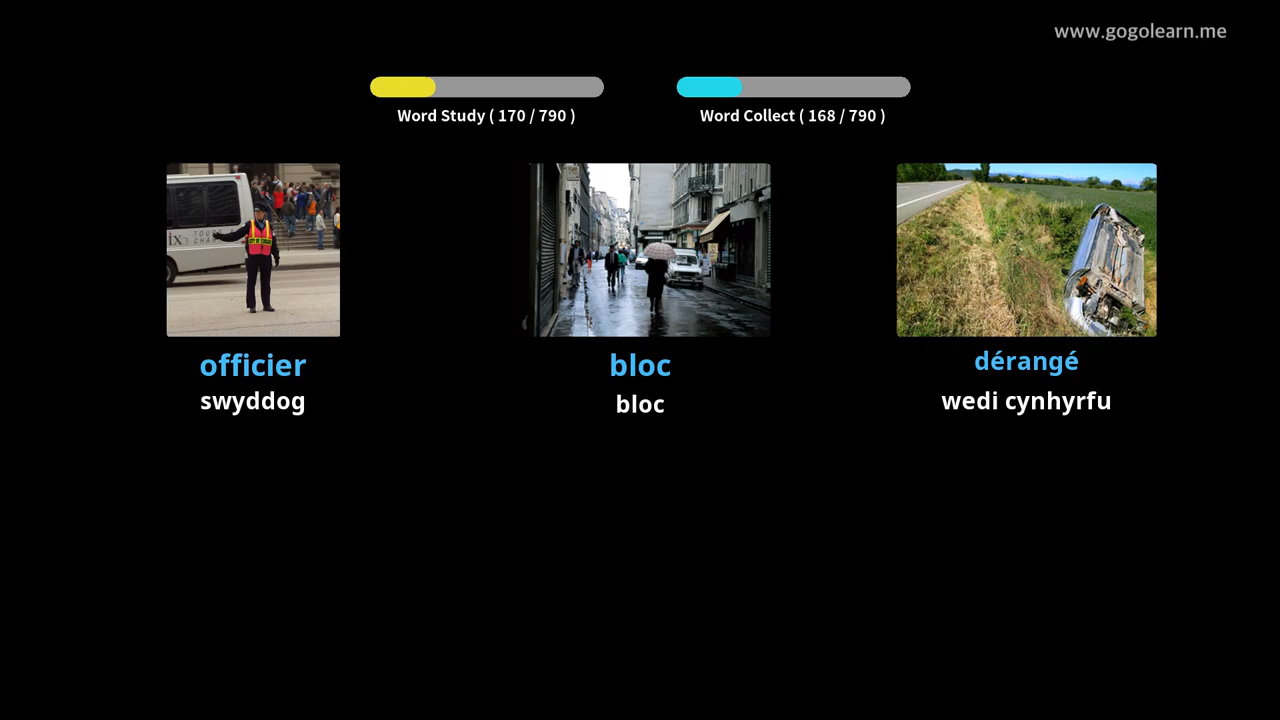 www.gogolearn.me
Word Study ( 170 / 790 )
Word Collect ( 168 / 790 )
officier
swyddog
bloc
bloc
dérangé
wedi cynhyrfu